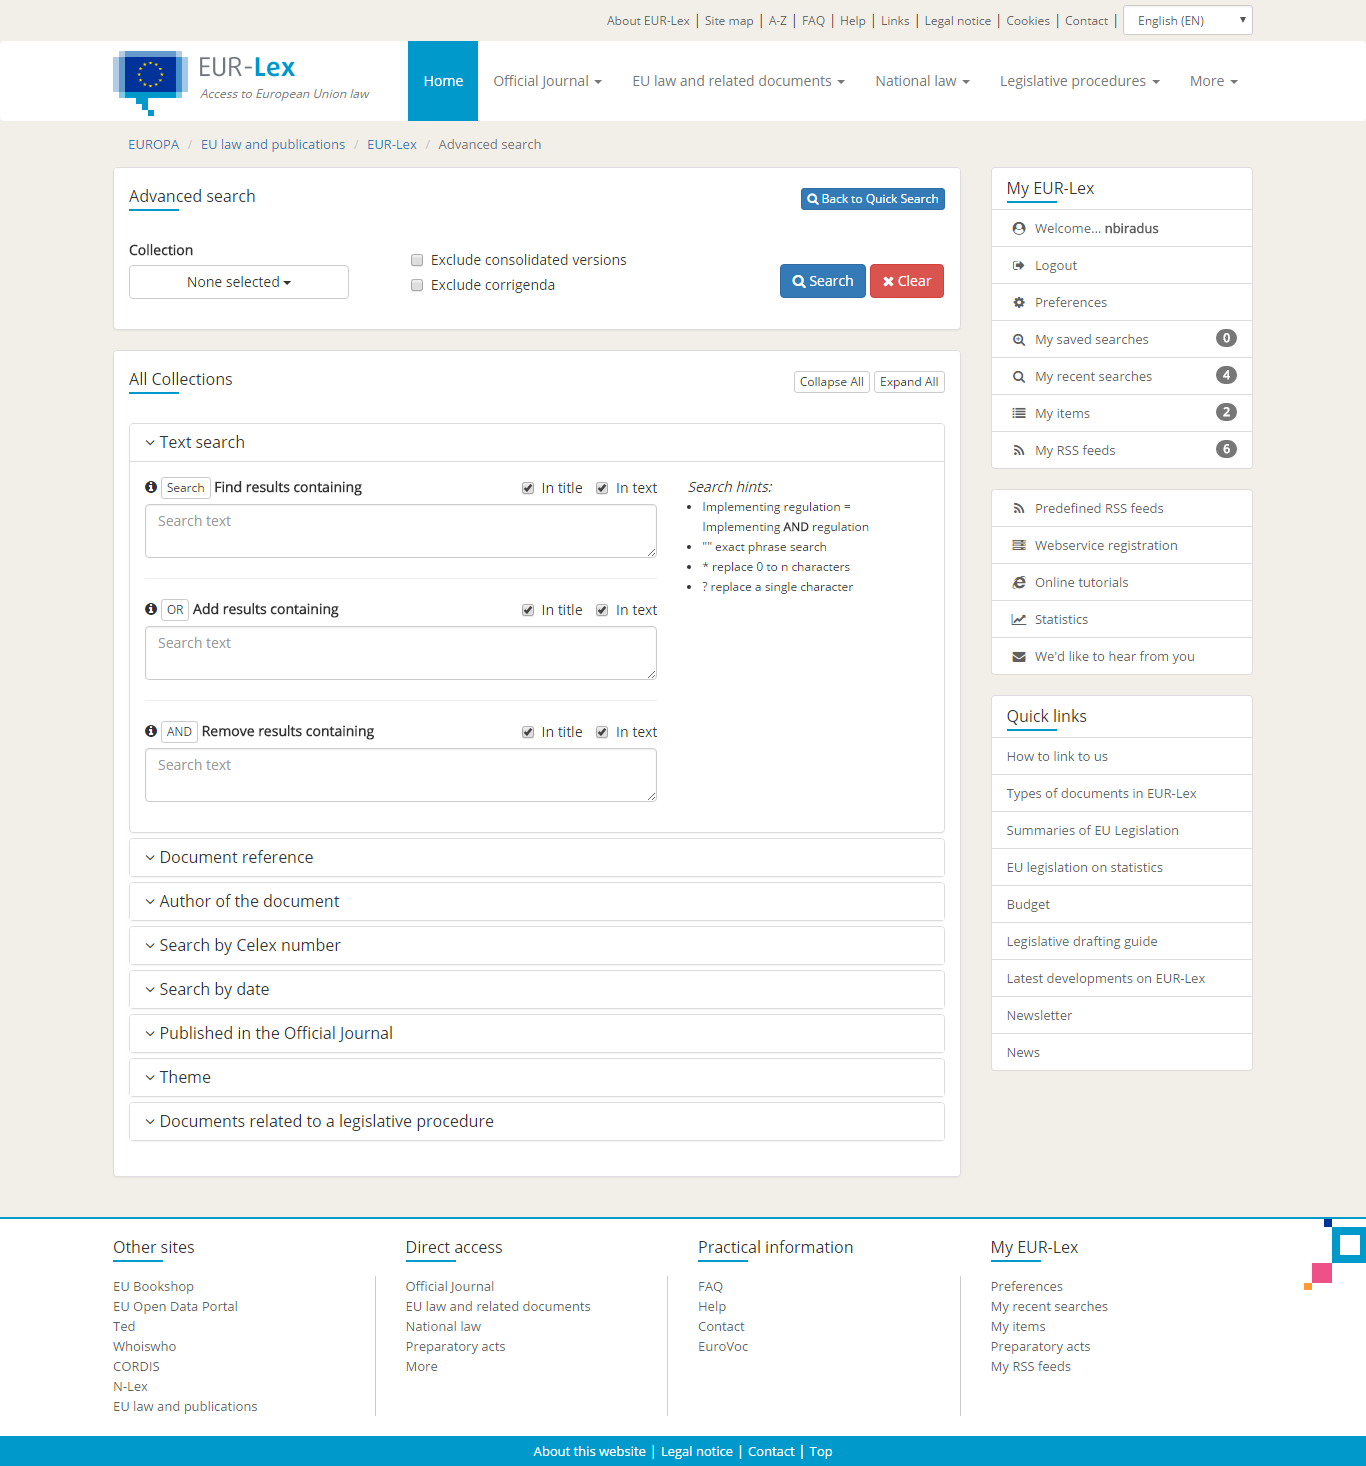 About EUR-Lex | Site map | A-Z | FAQ | Help | Links | Legal notice | Cookies | Contact | English (EN)
EUR-Lex
Access to European Union law
Home Official Journal EU law and related documents National law Legislative procedures More
EUROPA / EU law and publications / EUR-Lex / Advanced search
Advanced search
Back to Quick Search
Collection
None selected
Exclude consolidated versions
Exclude corrigenda
Search Clear
All Collections
Collapse All Expand All
Text search
Search Find results containing In title In text
Search text
OR Add results containing In title In text
Search text
AND Remove results containing In title In text
Search text
Search hints:
Implementing regulation =
Implementing AND regulation
"" exact phrase search
* replace 0 to n characters
? replace a single character
Document reference
Author of the document
Search by Celex number
Search by date
Published in the Official Journal
Theme
Documents related to a legislative procedure
My EUR-Lex
Welcome... nbiradus
Logout
Preferences
My saved searches 0
My recent searches 4
My items 2
My RSS feeds 6
Predefined RSS feeds
Webservice registration
Online tutorials
Statistics
We'd like to hear from you
Quick links
How to link to us
Types of documents in EUR-Lex
Summaries of EU Legislation
EU legislation on statistics
Budget
Legislative drafting guide
Latest developments on EUR-Lex
Newsletter
News
Other sites
EU Bookshop
EU Open Data Portal
Ted
Whoiswho
CORDIS
N-Lex
EU law and publications
Direct access
Official Journal
EU law and related documents
National law
Preparatory acts
More
Practical information
FAQ
Help
Contact
EuroVoc
My EUR-Lex
Preferences
My recent searches
My items
Preparatory acts
My RSS feeds
About this website | Legal notice | Contact | Top